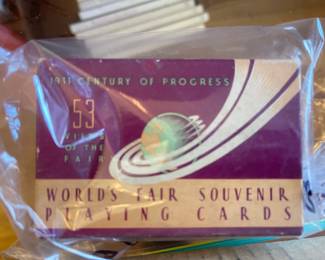 1933 CENTURY OF PROGRESS
53
VIEWS
OF THE
FAIR
WORLD'S FAIR SOUVENIR
PLAYING CARDS